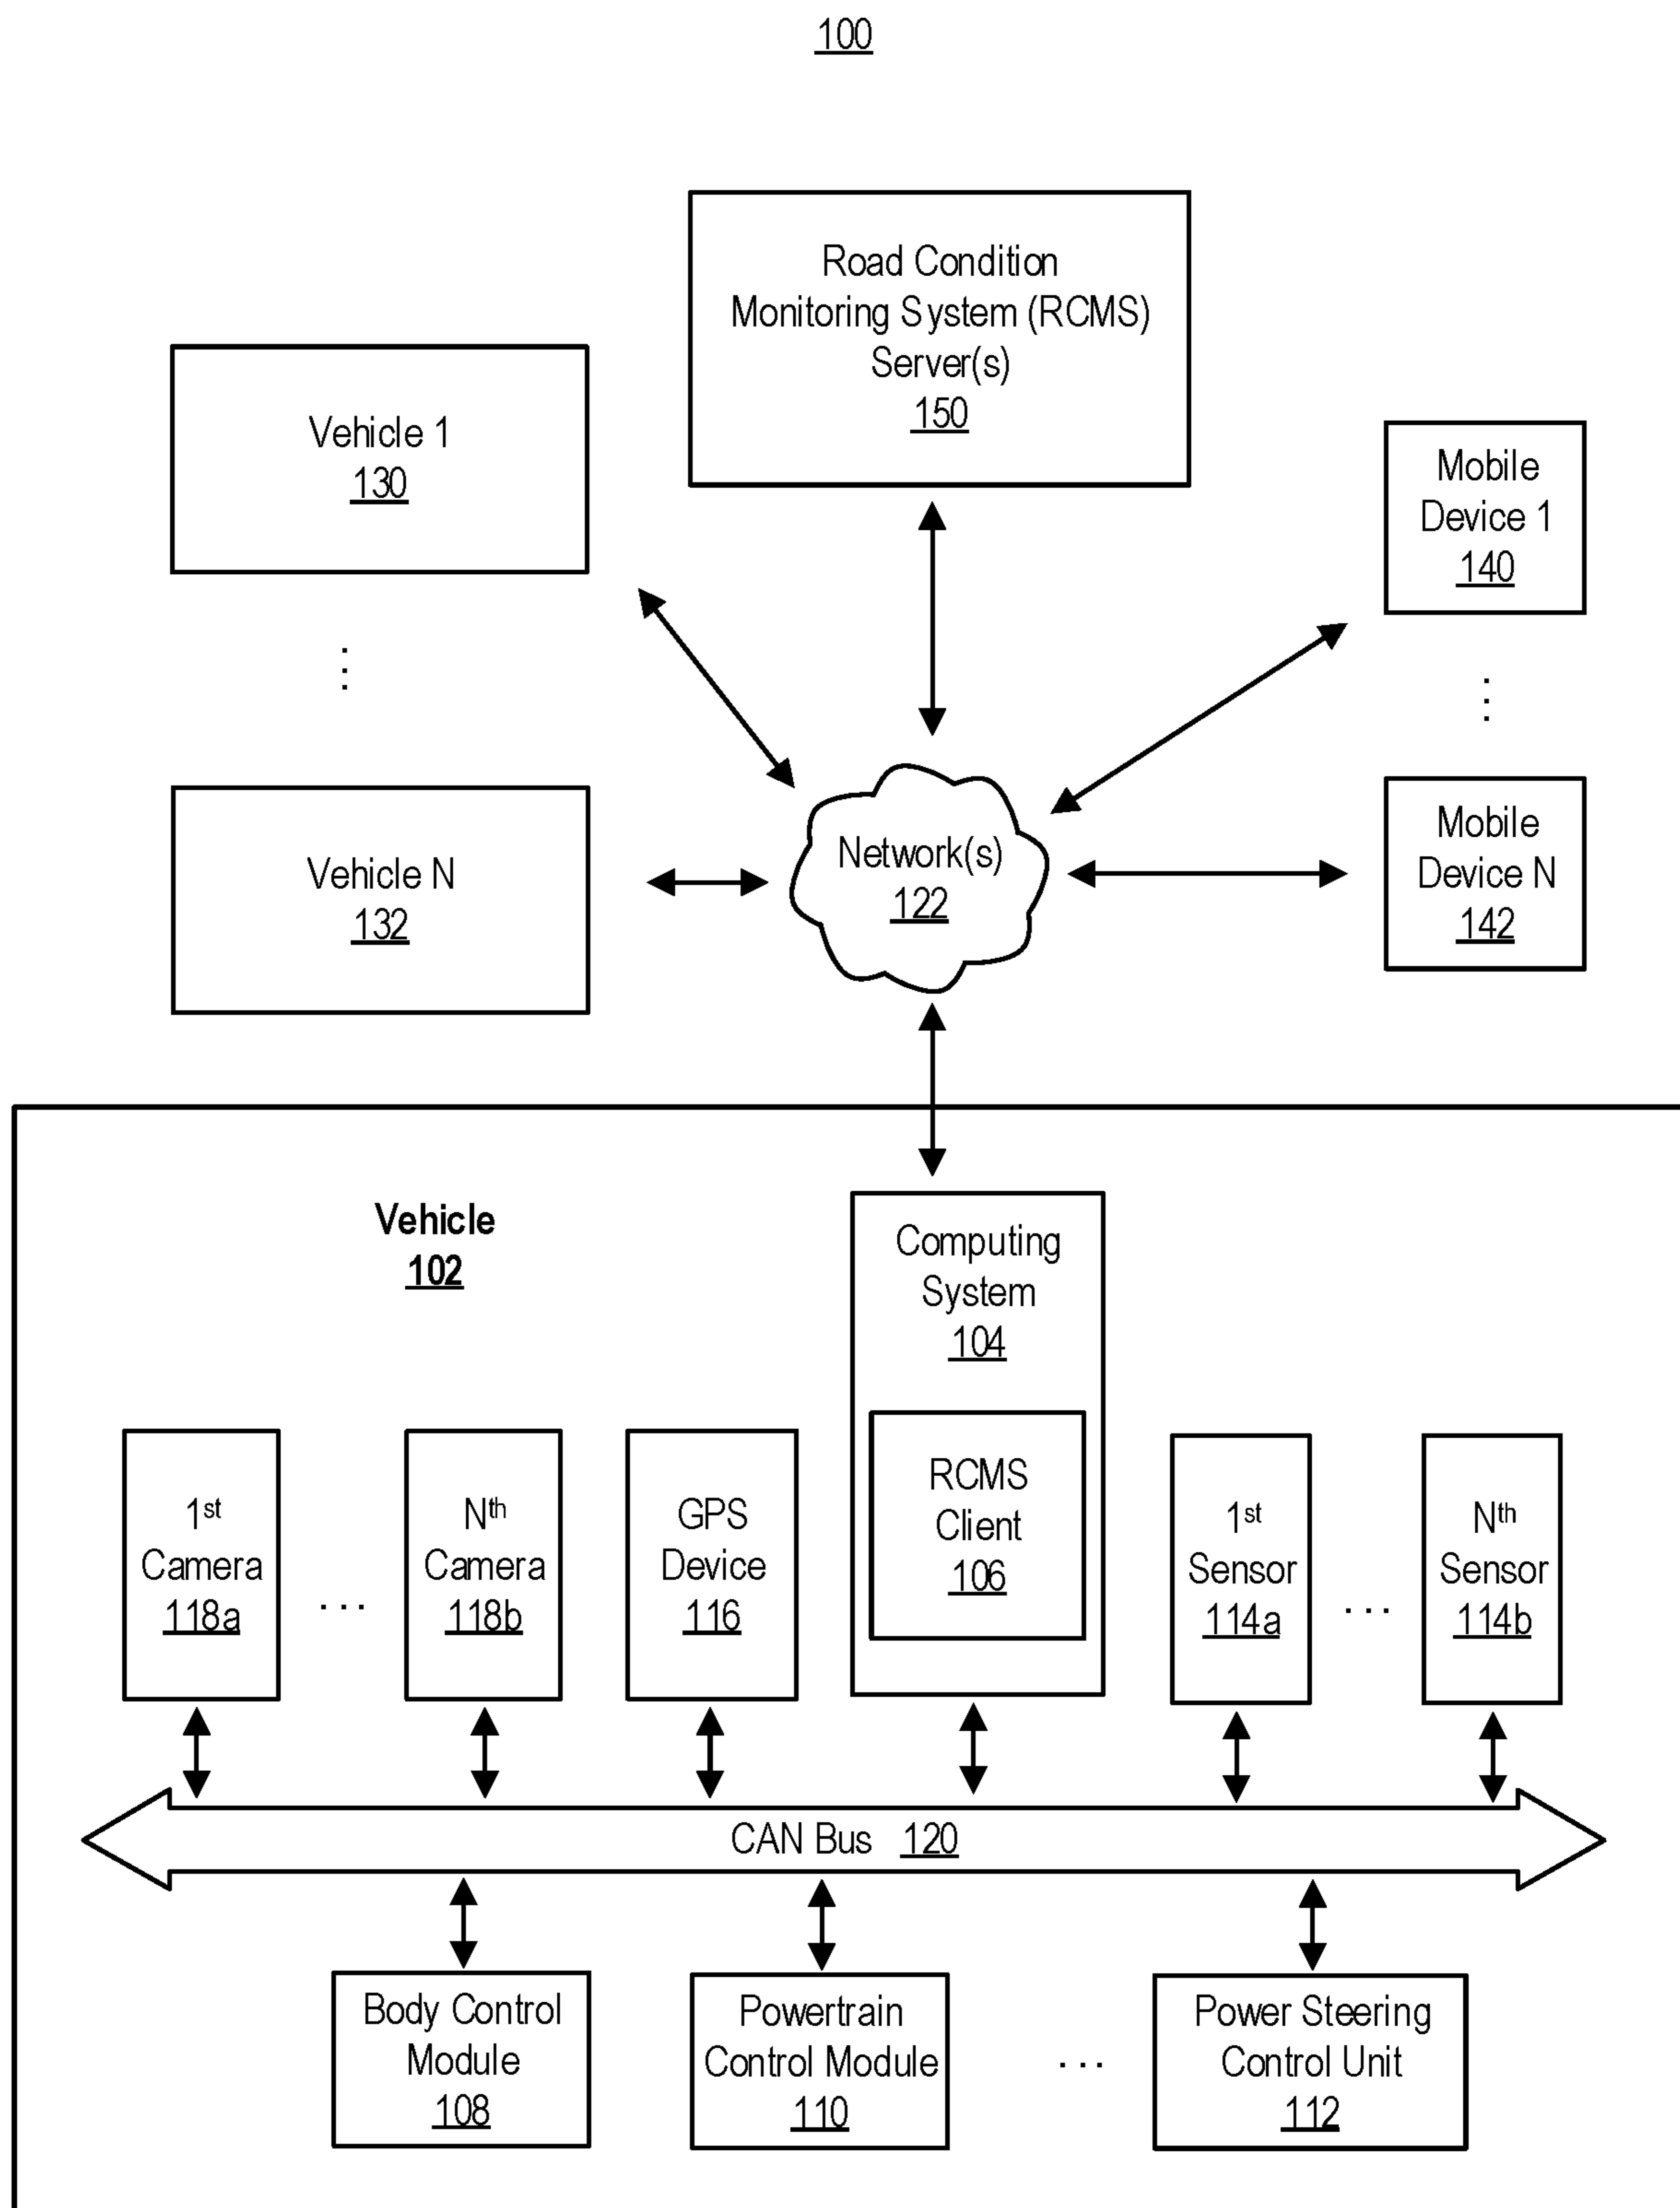 100
Road Condition
Monitoring System (RCMS)
Server(s)
150
Vehicle 1
130
Mobile
Device 1
140
Vehicle N
132
Network(s)
122
Mobile
Device N
142
Vehicle
102
Computing
System
104
RCMS
Client
106
1st
Camera
118a
...
Nth
Camera
118b
GPS
Device
116
1st
Sensor
114a
...
Nth
Sensor
114b
CAN Bus 120
Body Control
Module
108
Powertrain
Control Module
110
...
Power Steering
Control Unit
112